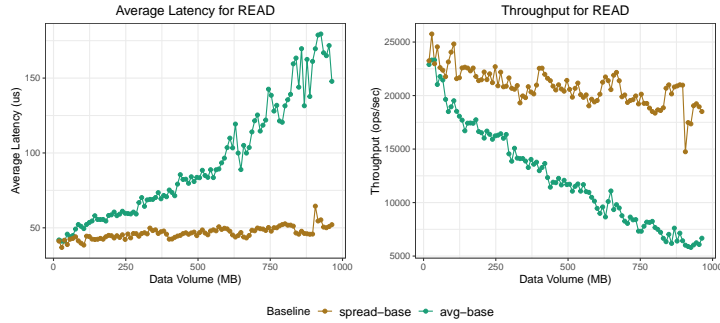 Average Latency for READ
Throughput for READ
Average Latency (us)
150
100
50
0
250
500
750
1000
Data Volume (MB)
Throughput (ops/sec)
25000
20000
15000
10000
5000
0
250
500
750
1000
Data Volume (MB)
Baseline spread-base avg-base